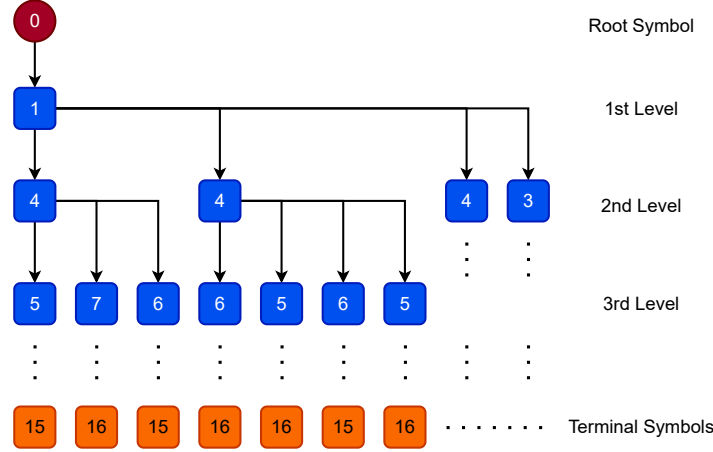 0 Root Symbol
1 1st Level
4 4 4 3 2nd Level
5 7 6 6 5 6 5 3rd Level
15 16 15 16 16 15 16 Terminal Symbols